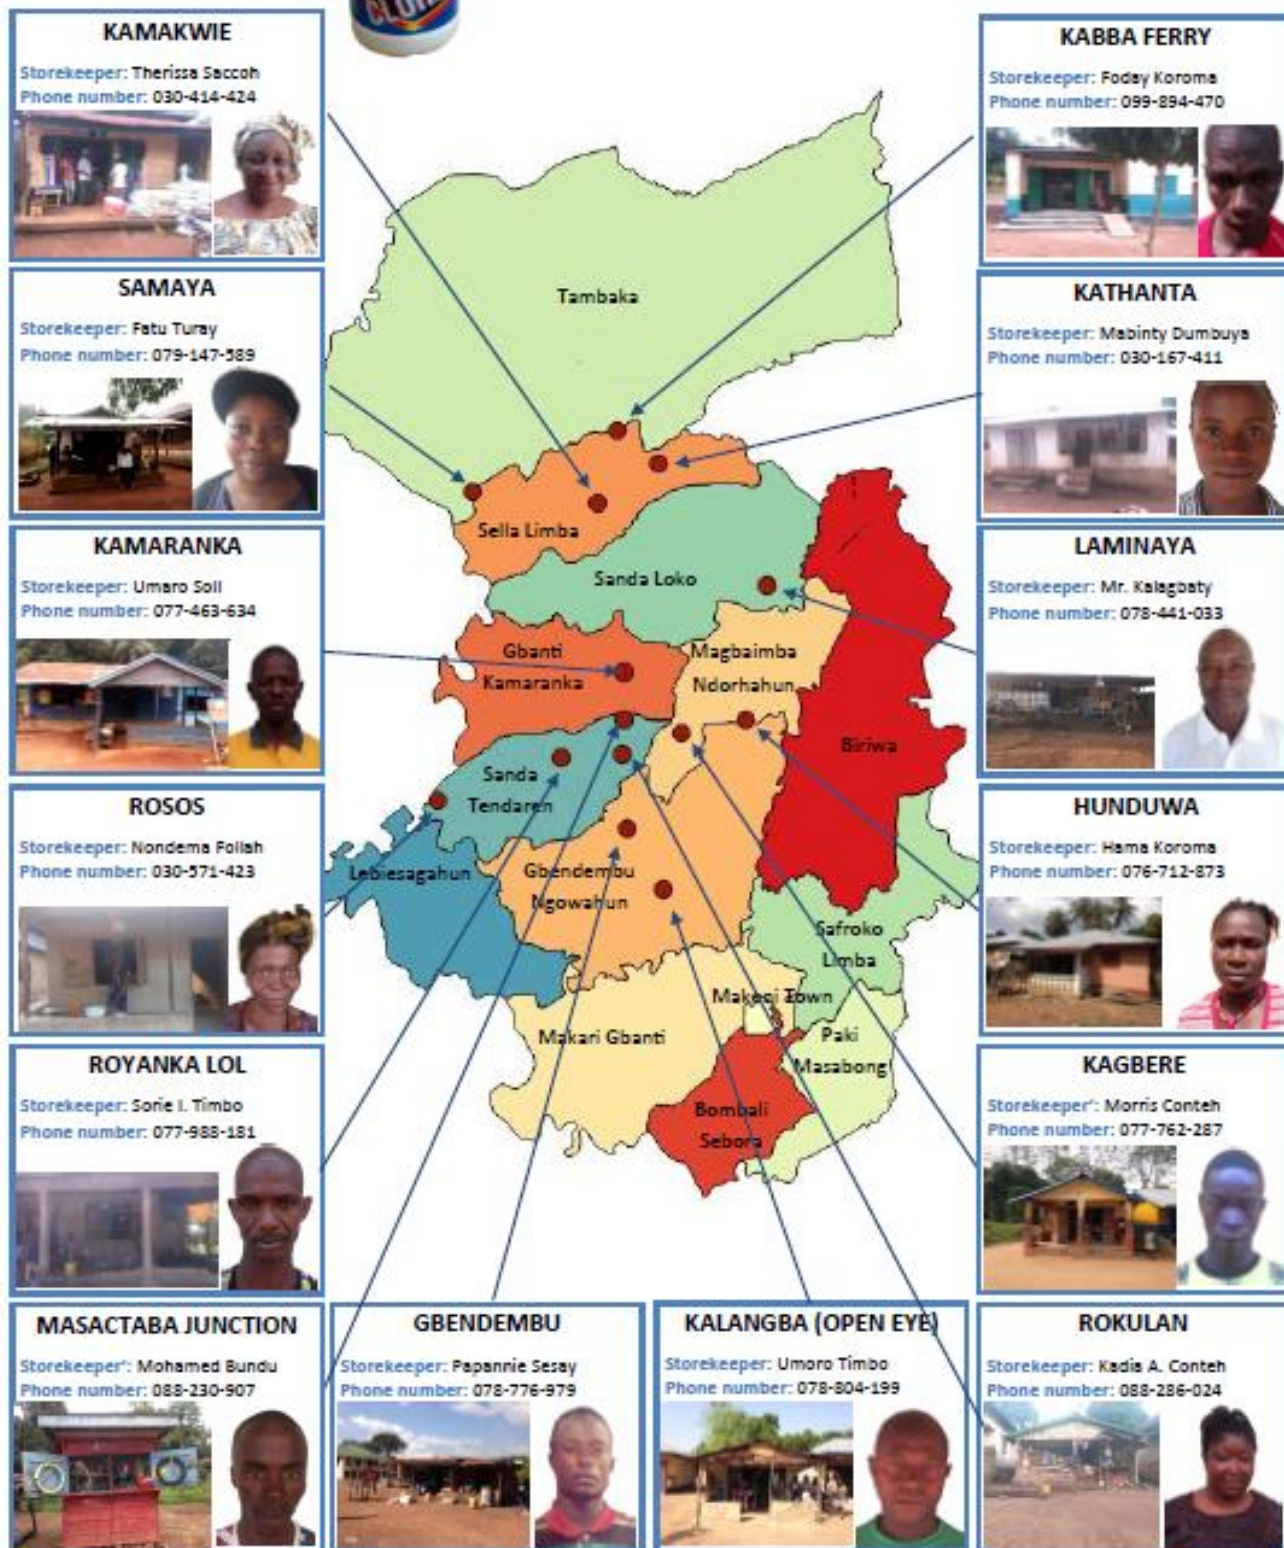 CLOR
KAMAKWIE
Storekeeper: Therissa Saccoh
Phone number: 030-414-424
SAMAYA
Storekeeper: Fatu Turay
Phone number: 079-147-589
KAMARANKA
Storekeeper: Umaro Soli
Phone number: 077-463-634
ROSOS
Storekeeper: Nondema Follah
Phone number: 030-571-423
ROYANKA LOL
Storekeeper: Sorie I. Timbo
Phone number: 077-988-181
MASACTABA JUNCTION
Storekeeper': Mohamed Bundu
Phone number: 088-230-907
GBENDEMBU
Storekeeper: Papannie Sesay
Phone number: 078-776-979
KALANGBA (OPEN EYE)
Storekeeper: Umoro Timbo
Phone number: 078-804-199
KABBA FERRY
Storekeeper: Foday Koroma
Phone number: 099-894-470
KATHANTA
Storekeeper: Mabinty Dumbuya
Phone number: 030-167-411
LAMINAYA
Storekeeper: Mr. Kalagbaty
Phone number: 078-441-033
HUNDUWA
Storekeeper: Hama Koroma
Phone number: 076-712-873
KAGBERE
Storekeeper': Morris Conteh
Phone number: 077-762-287
ROKULAN
Storekeeper: Kadia A. Conteh
Phone number: 088-286-024
Tambaka
Sella Limba
Sanda Loko
Gbanti
Kamaranka
Magbaimba
Ndorhahun
Biriwa
Sanda
Tendaren
Lebiesagahun
Gbendembu
Ngowahun
Safroko
Limba
Makeni Town
Makari Gbanti
Paki
Masabong
Bombali
Sebora